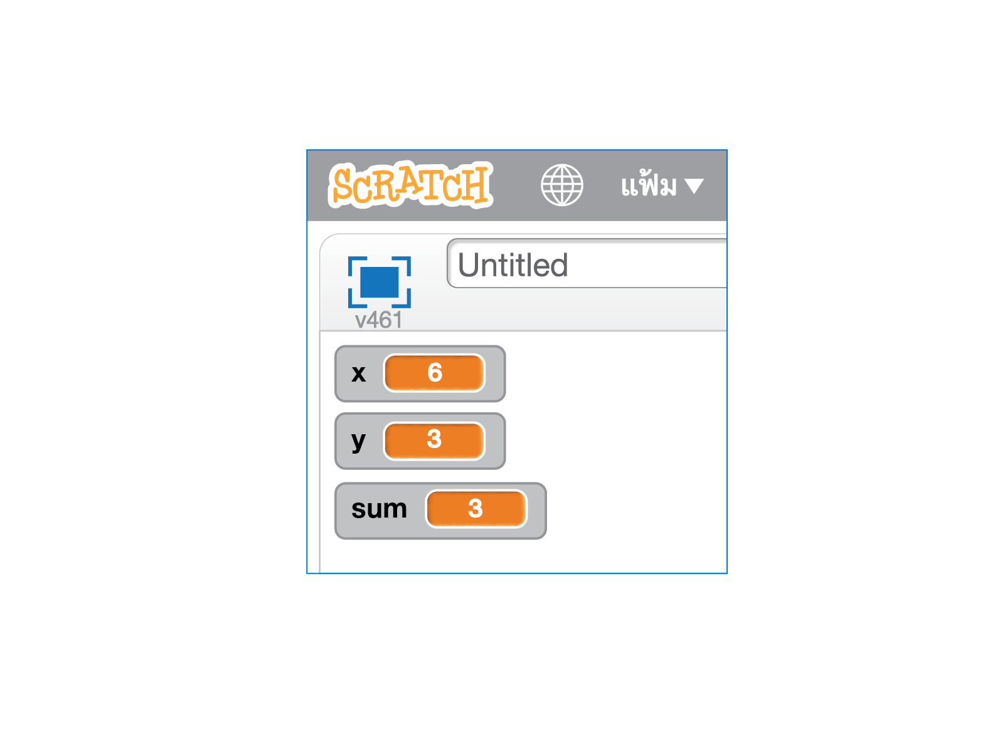 SCRATCH แฟ้ม
Untitled
v461
x 6
y 3
sum 3